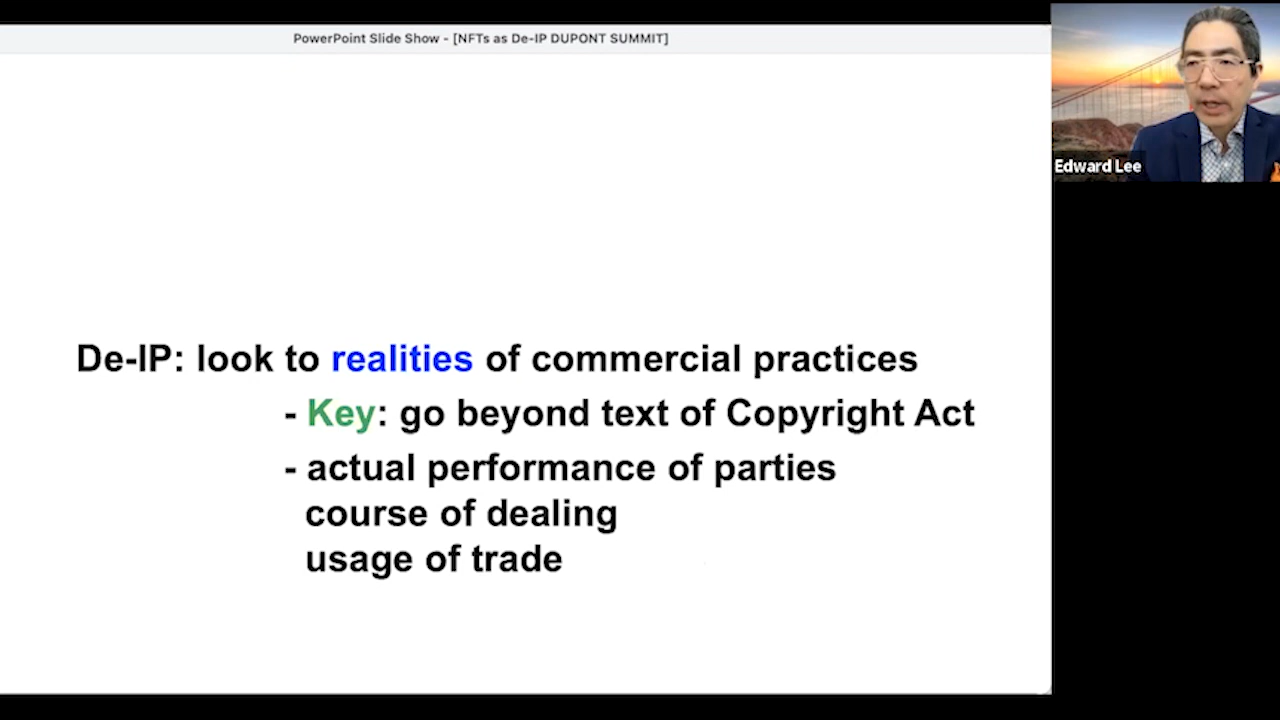 PowerPoint Slide Show - [NFTs as De-IP DUPONT SUMMIT]
Edward Lee
De-IP: look to realities of commercial practices
- Key: go beyond text of Copyright Act
- actual performance of parties
course of dealing
usage of trade